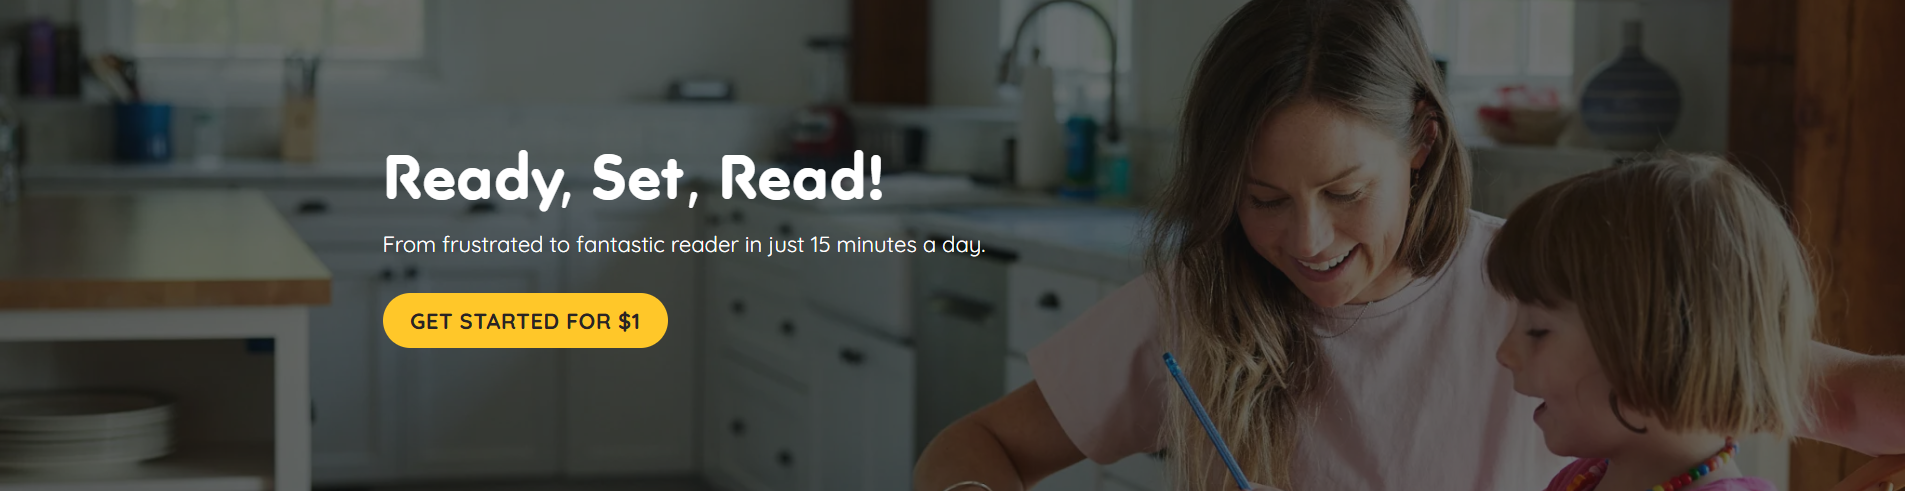 Ready, Set, Read!
From frustrated to fantastic reader in just 15 minutes a day.
GET STARTED FOR $1